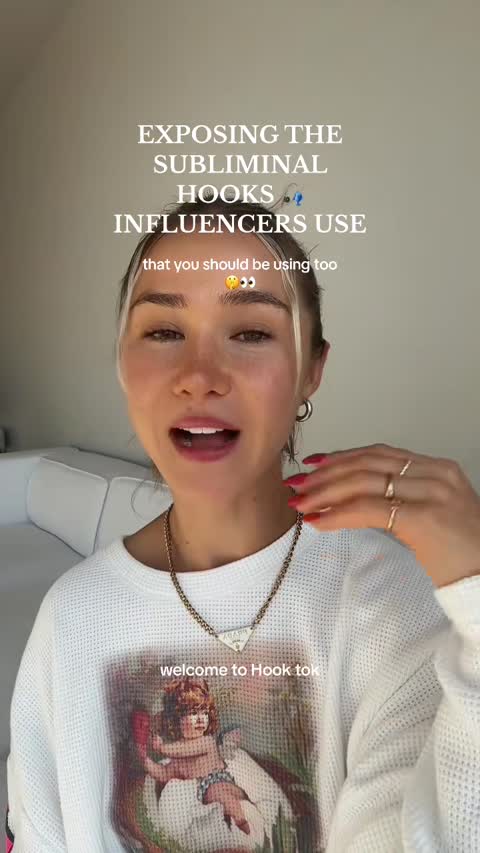 EXPOSING THE
SUBLIMINAL
HOOKS 🎣
INFLUENCERS USE
that you should be using too
🤫👀
welcome to Hook tok